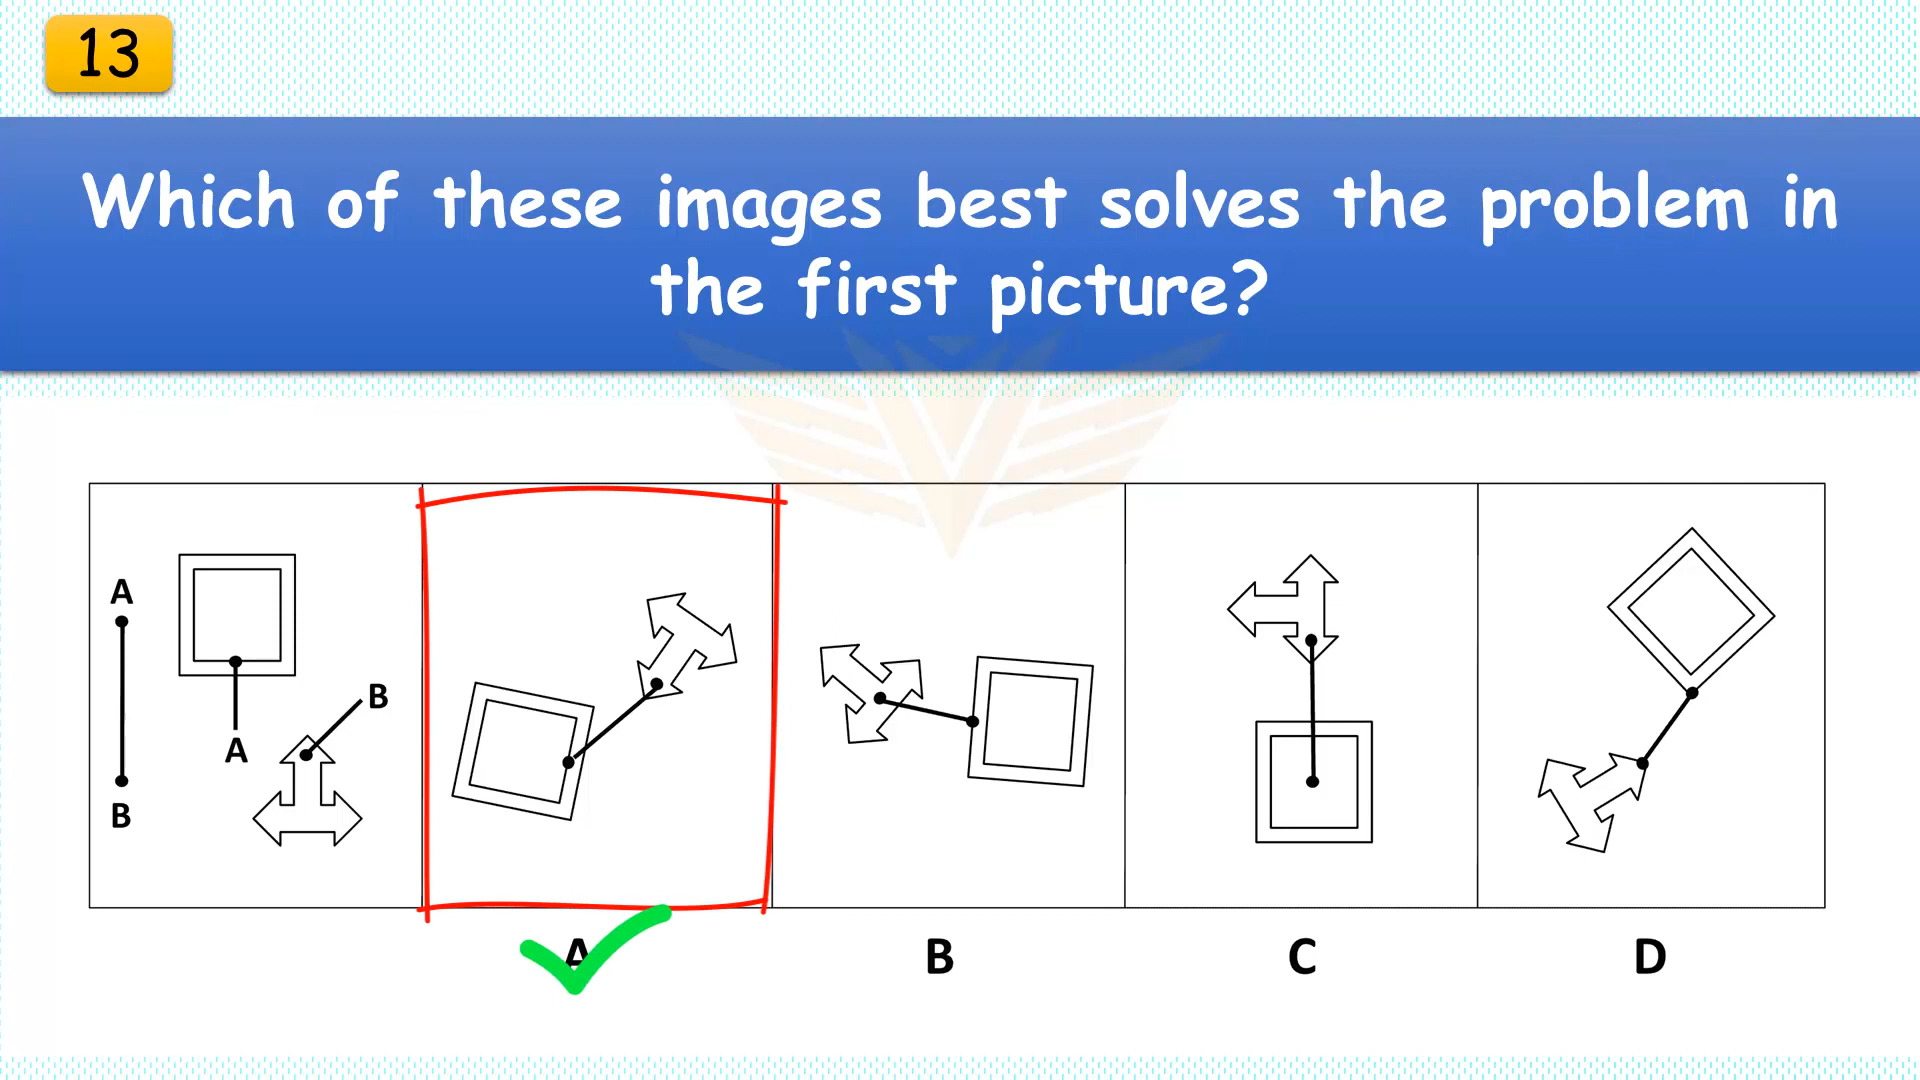 13
Which of these images best solves the problem in
the first picture?
A
B
A
B
A
B
C
D